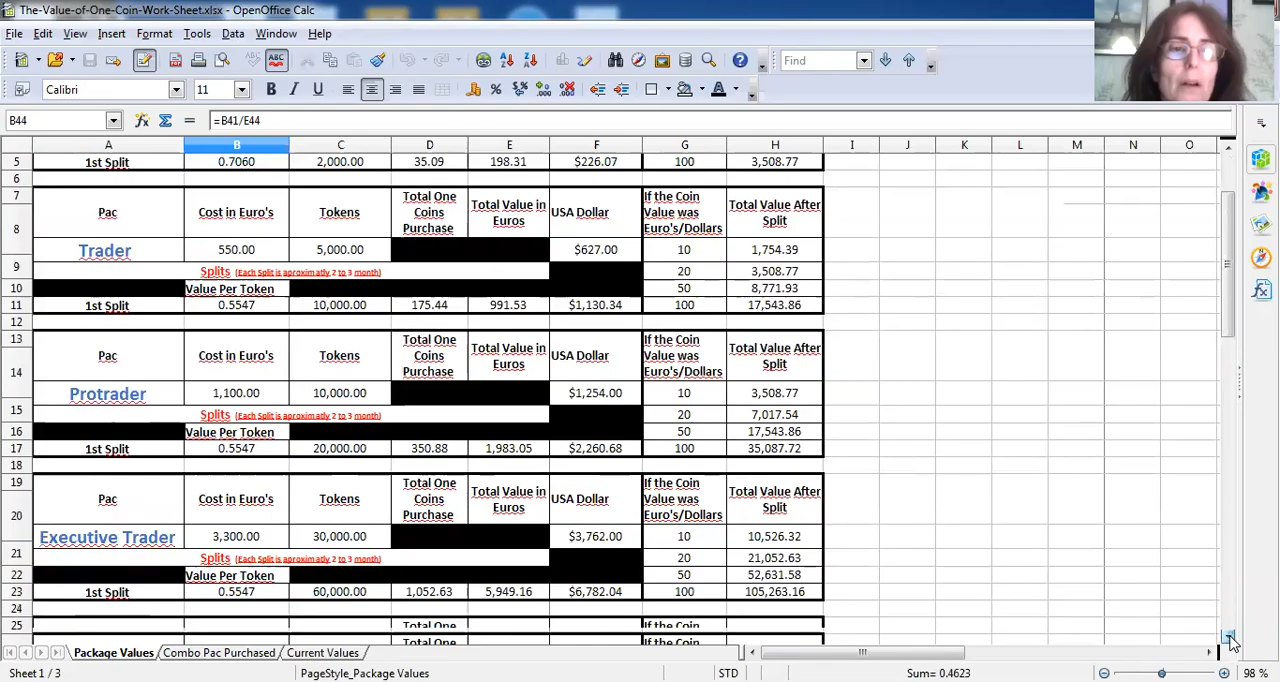 The-Value-of-One-Coin-Work-Sheet.xlsx - OpenOffice Calc
File Edit View Insert Format Tools Data Window Help
Find
Calibri 11
B44 =B41/E44
A B C D E F G H I J K L M N O
5 1st Split 0.7060 2,000.00 35.09 198.31 $226.07 100 3,508.77
6
7
8 Pac Cost in Euro's Tokens Total One Coins Purchase Total Value in Euros USA Dollar If the Coin Value was Euro's/Dollars Total Value After Split
Trader 550.00 5,000.00 $627.00 10 1,754.39
9 Splits (Each Split is aproximatly 2 to 3 month) 20 3,508.77
10 Value Per Token 50 8,771.93
11 1st Split 0.5547 10,000.00 175.44 991.53 $1,130.34 100 17,543.86
12
13
14 Pac Cost in Euro's Tokens Total One Coins Purchase Total Value in Euros USA Dollar If the Coin Value was Euro's/Dollars Total Value After Split
Protrader 1,100.00 10,000.00 $1,254.00 10 3,508.77
15 Splits (Each Split is aproximatly 2 to 3 month) 20 7,017.54
16 Value Per Token 50 17,543.86
17 1st Split 0.5547 20,000.00 350.88 1,983.05 $2,260.68 100 35,087.72
18
19
20 Pac Cost in Euro's Tokens Total One Coins Purchase Total Value in Euros USA Dollar If the Coin Value was Euro's/Dollars Total Value After Split
Executive Trader 3,300.00 30,000.00 $3,762.00 10 10,526.32
21 Splits (Each Split is aproximatly 2 to 3 month) 20 21,052.63
22 Value Per Token 50 52,631.58
23 1st Split 0.5547 60,000.00 1,052.63 5,949.16 $6,782.04 100 105,263.16
24
25 Total One If the Coin
Total One If the Coin
Package Values Combo Pac Purchased Current Values
Sheet 1 / 3 PageStyle_Package Values STD Sum=0.4623 98 %